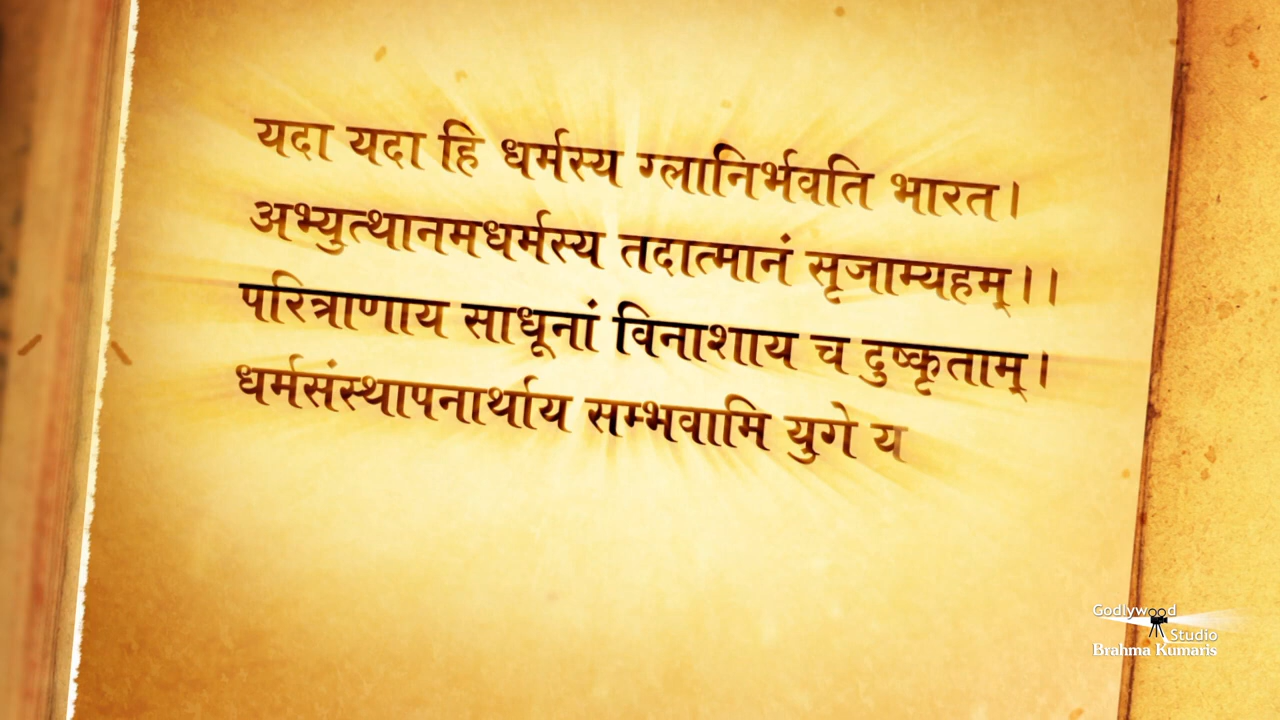 यदा यदा हि धर्मस्य ग्लानिर्भवति भारत।
अभ्युत्थानमधर्मस्य तदात्मानं सृजाम्यहम्।।
परित्राणाय साधूनां विनाशाय च दुष्कृताम्।
धर्मसंस्थापनार्थाय सम्भवामि युगे य
Godlywood
Studio
Brahma Kumaris